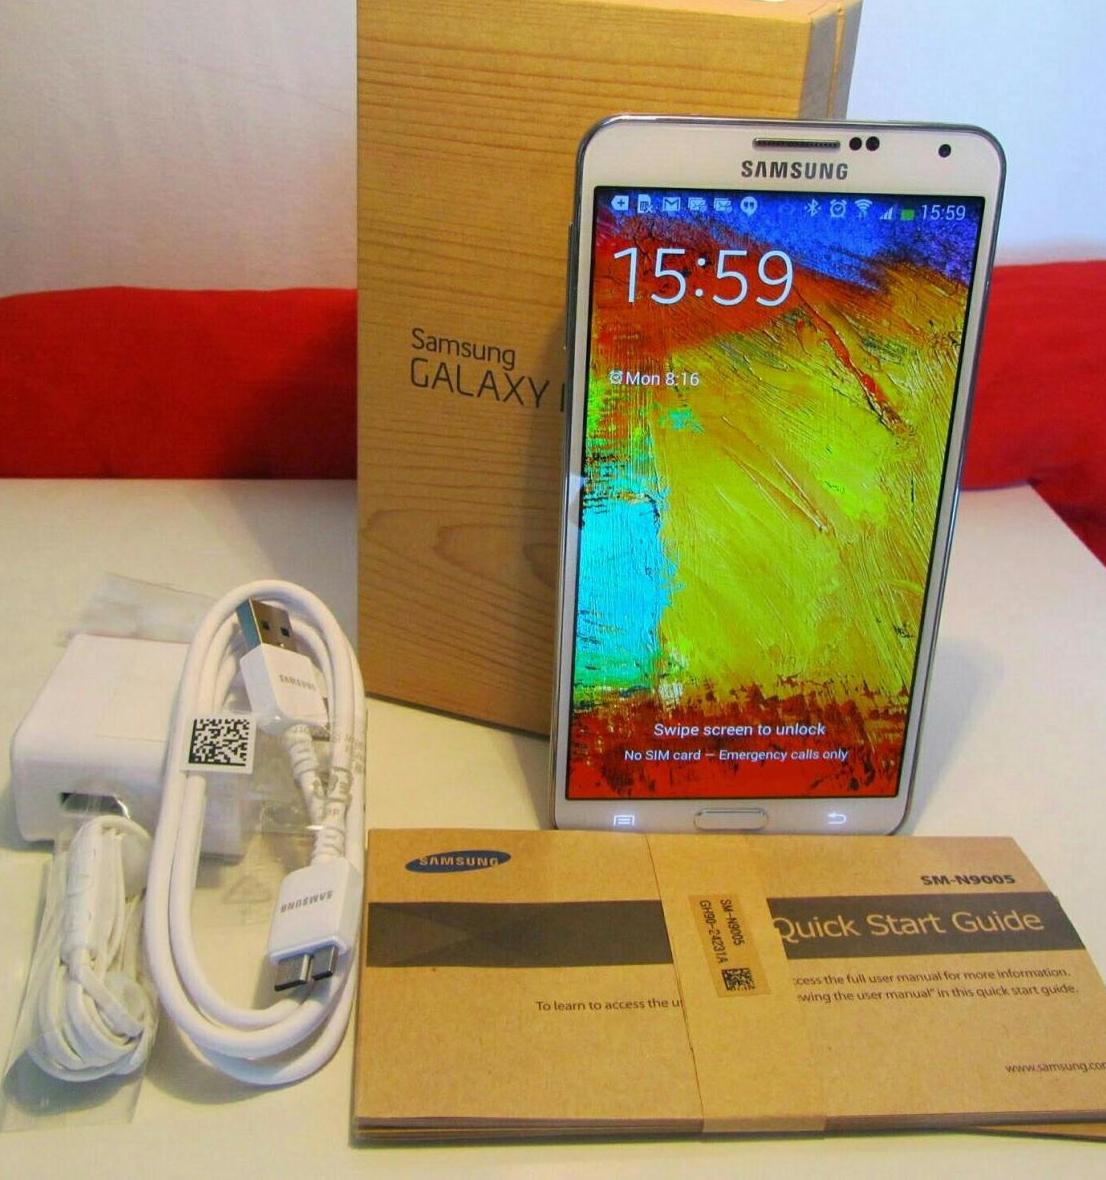 SAMSUNG
15:59
15:59
Mon 8:16
Samsung
GALAXY
Swipe screen to unlock
No SIM card — Emergency calls only
SAMSUNG
SAMSUNG
SAMSUNG
SM-N9005
Quick Start Guide
SM-N9005
GH90-24231A
To learn to access the
ccess the full user manual for more information.
wing the user manual" in this quick start guide.
www.samsung.co